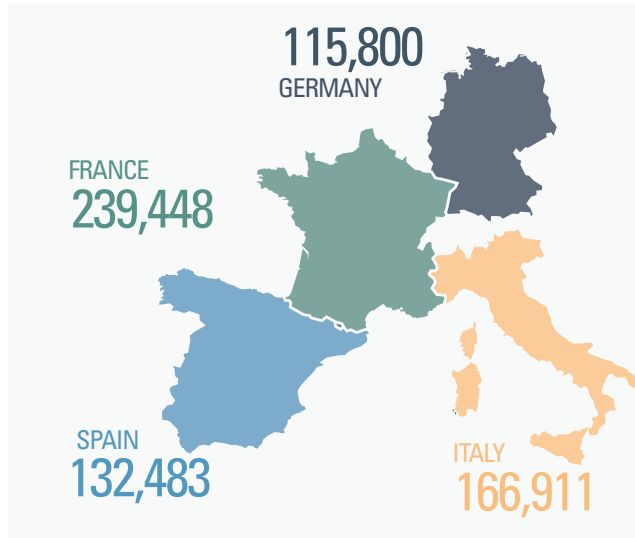 115,800
GERMANY
FRANCE
239,448
SPAIN
132,483
ITALY
166,911